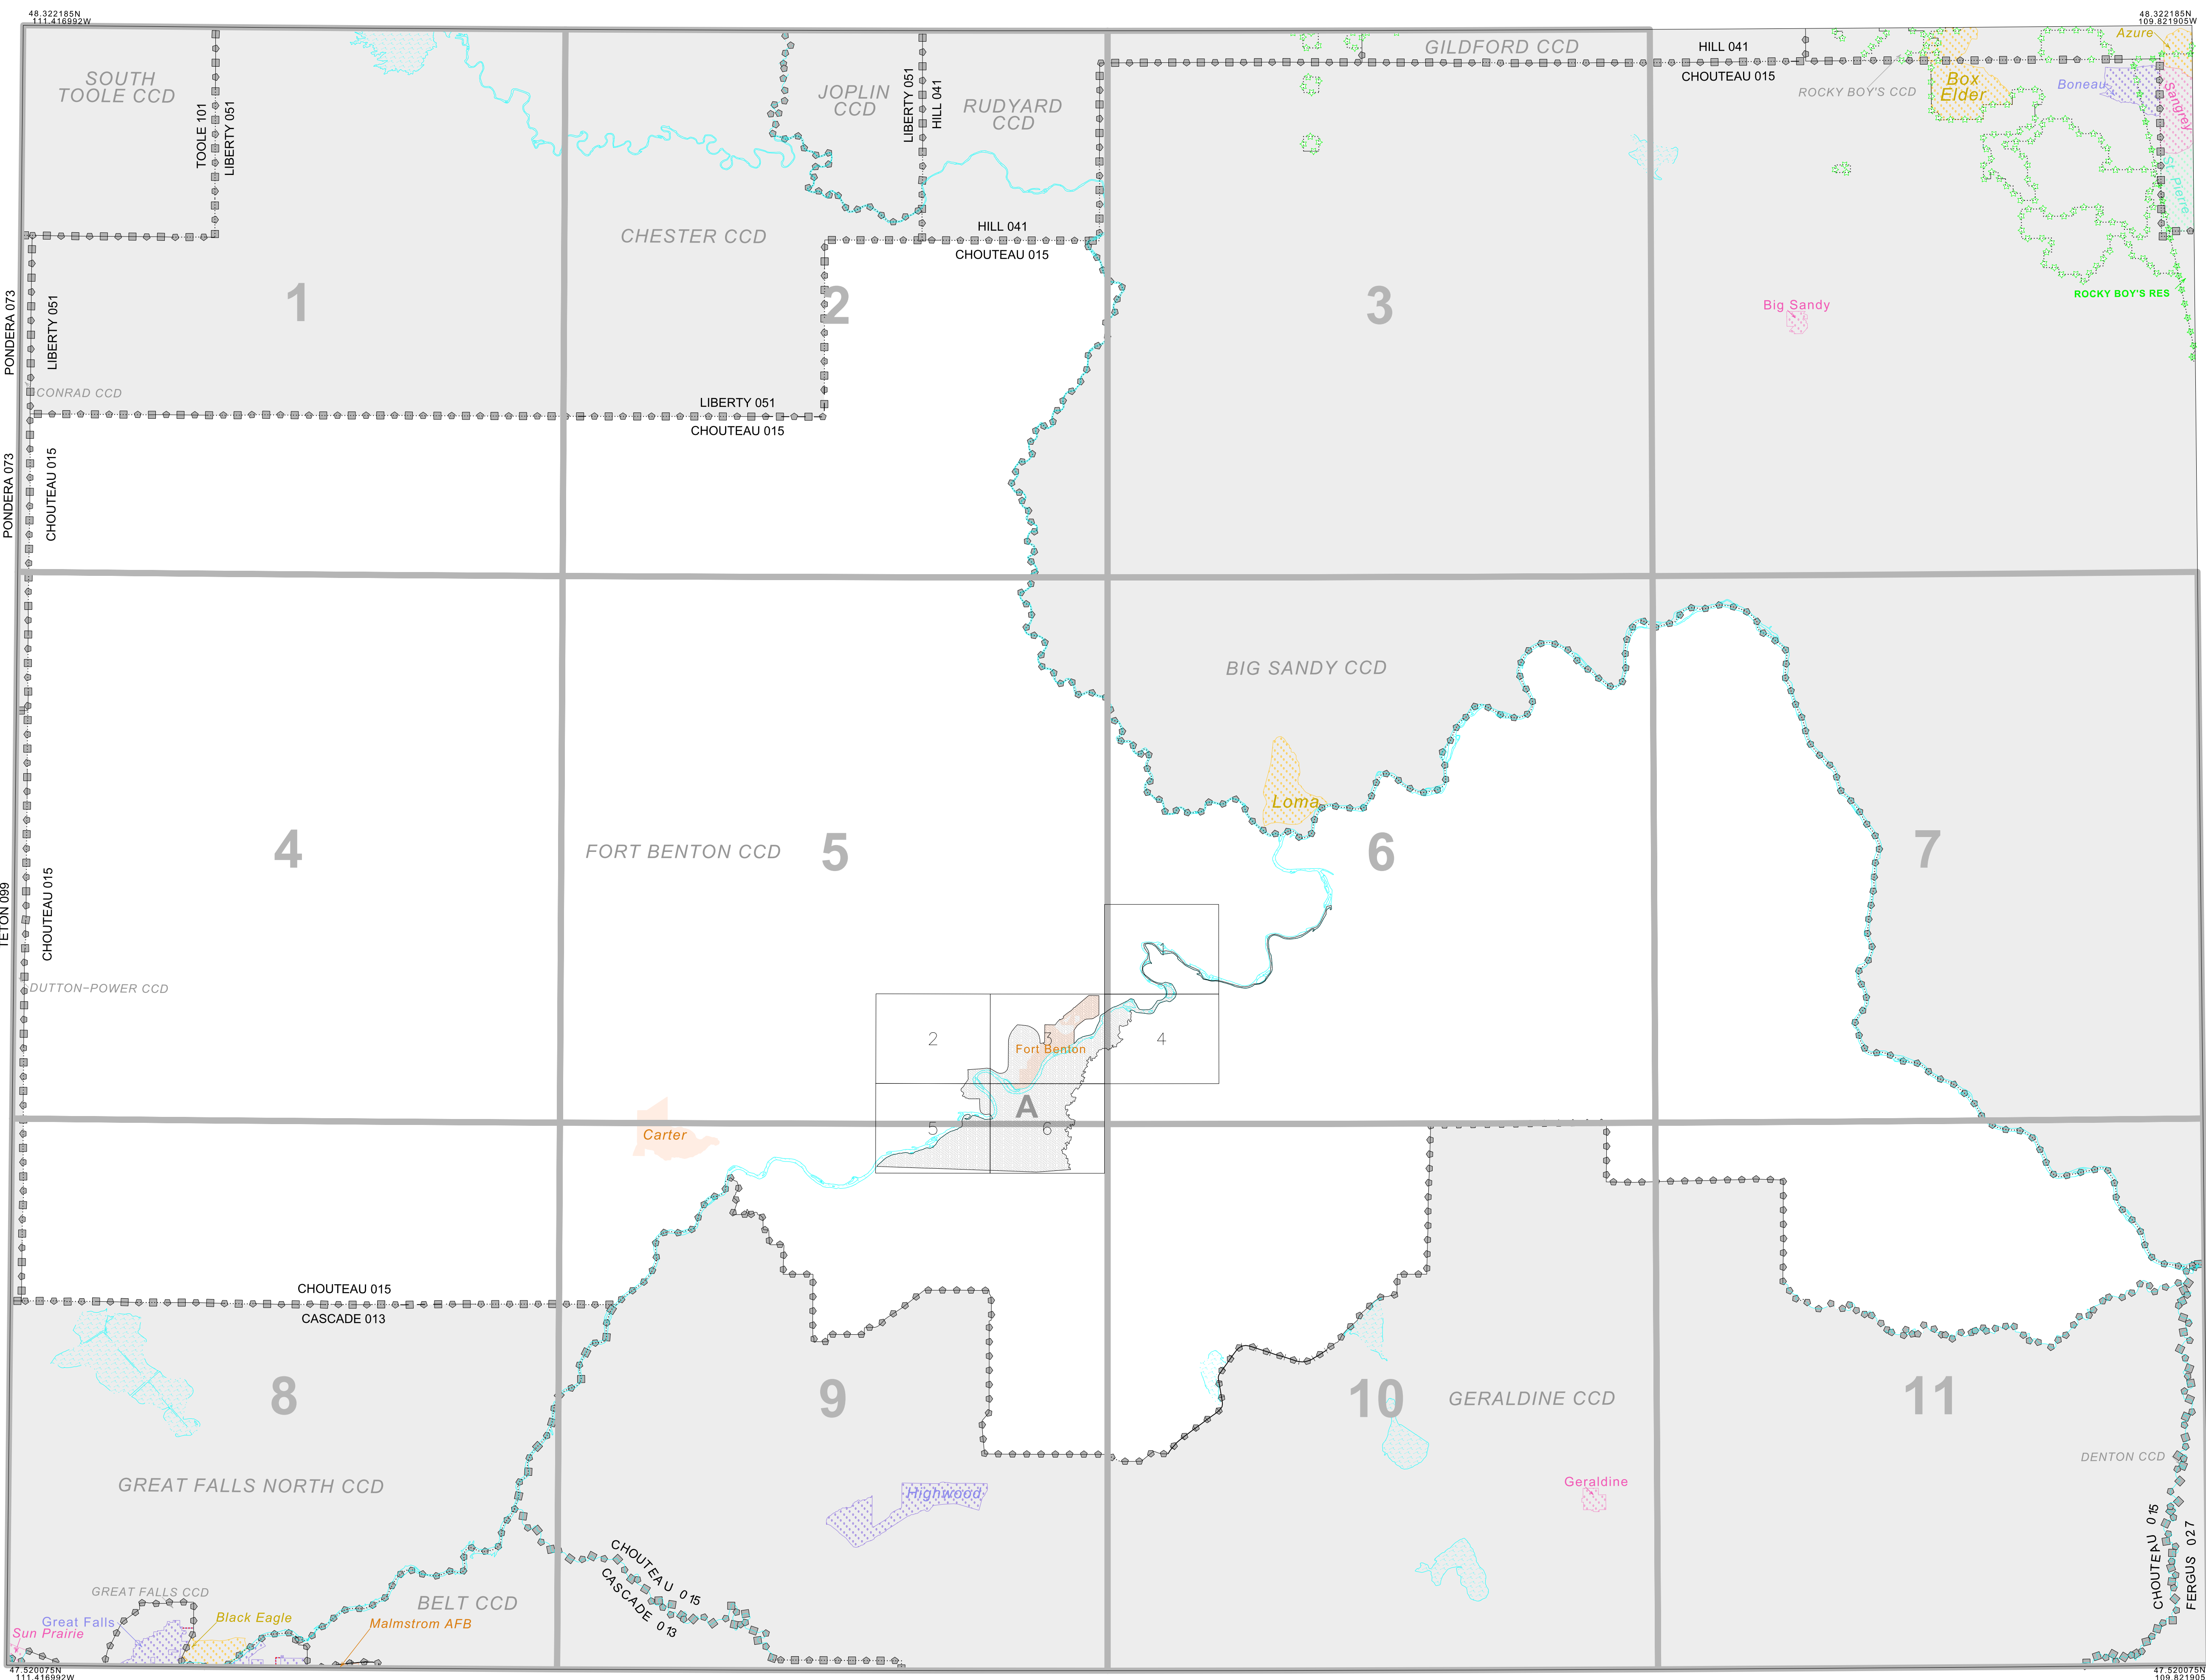 48.322185N
111.416992W
48.322185N
109.821905W
SOUTH
TOOLE CCD
TOOLE 101
LIBERTY 051
JOPLIN
CCD
LIBERTY 051
HILL 041
RUDYARD
CCD
GILDFORD CCD
HILL 041
CHOUTEAU 015
ROCKY BOY'S CCD
Box
Elder
Azure
Boneau
Sangrey
St. Pierre
ROCKY BOY'S RES
CHESTER CCD
HILL 041
CHOUTEAU 015
1
2
3
Big Sandy
PONDERA 073
LIBERTY 051
CONRAD CCD
LIBERTY 051
CHOUTEAU 015
PONDERA 073
CHOUTEAU 015
BIG SANDY CCD
Loma
4
FORT BENTON CCD
5
6
7
TETON 099
CHOUTEAU 015
DUTTON-POWER CCD
1
2
3
4
Fort Benton
A
5
6
Carter
CHOUTEAU 015
CASCADE 013
8
9
10
GERALDINE CCD
11
GREAT FALLS NORTH CCD
Highwood
Geraldine
DENTON CCD
CHOUTEAU 015
FERGUS 027
CHOUTEAU 015
CASCADE 013
GREAT FALLS CCD
BELT CCD
Great Falls
Black Eagle
Malmstrom AFB
Sun Prairie
47.520075N
111.416992W
47.520075N
109.821905